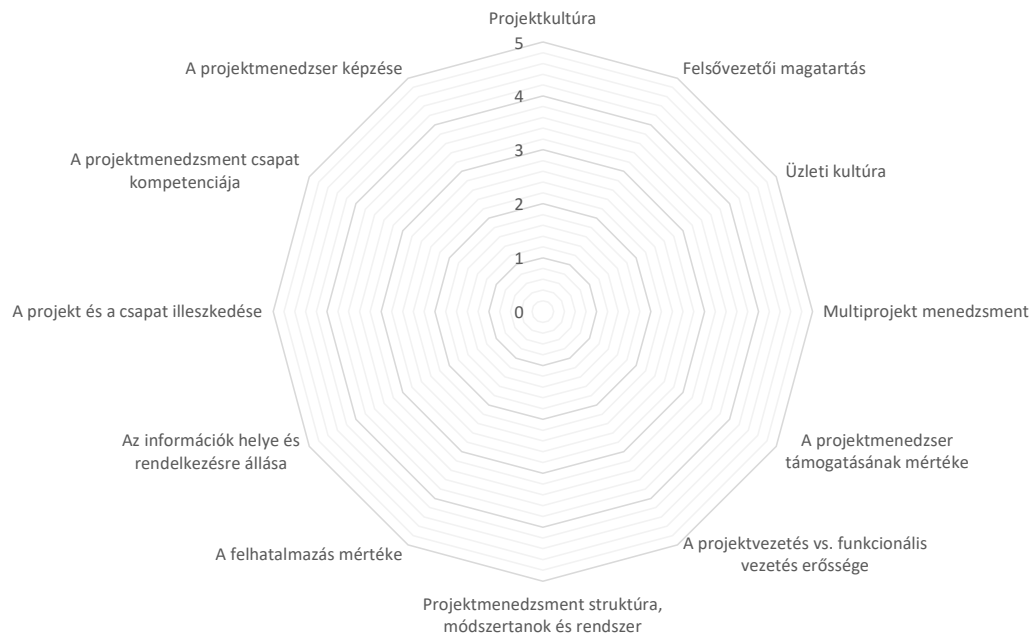 Projektkultúra
5
A projektmenedzser képzése
Felsővezetői magatartás
4
A projektmenedzsment csapat
kompetenciája
3
Üzleti kultúra
2
1
A projekt és a csapat illeszkedése
0
Multiprojekt menedzsment
Az információk helye és
rendelkezésre állása
A projektmenedzser
támogatásának mértéke
A felhatalmazás mértéke
A projektvezetés vs. funkcionális
vezetés erőssége
Projektmenedzsment struktúra,
módszertanok és rendszer